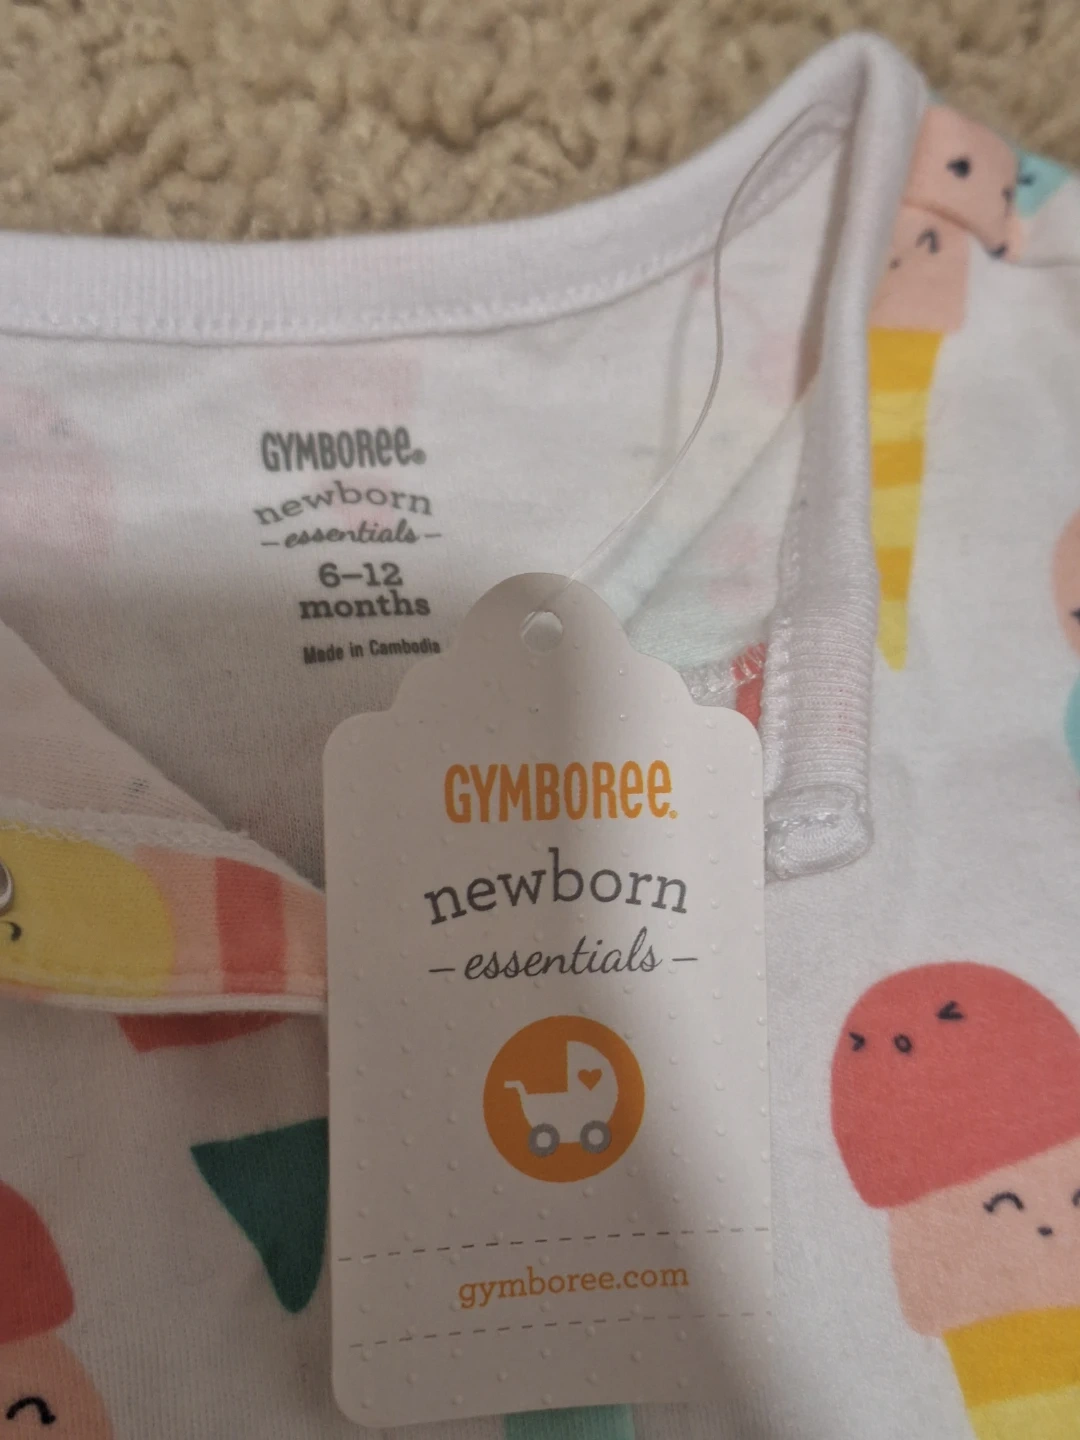 GYMBOREE®
newborn
– essentials –
6–12
months
Made in Cambodia
GYMBOREE®
newborn
– essentials –
gymboree.com